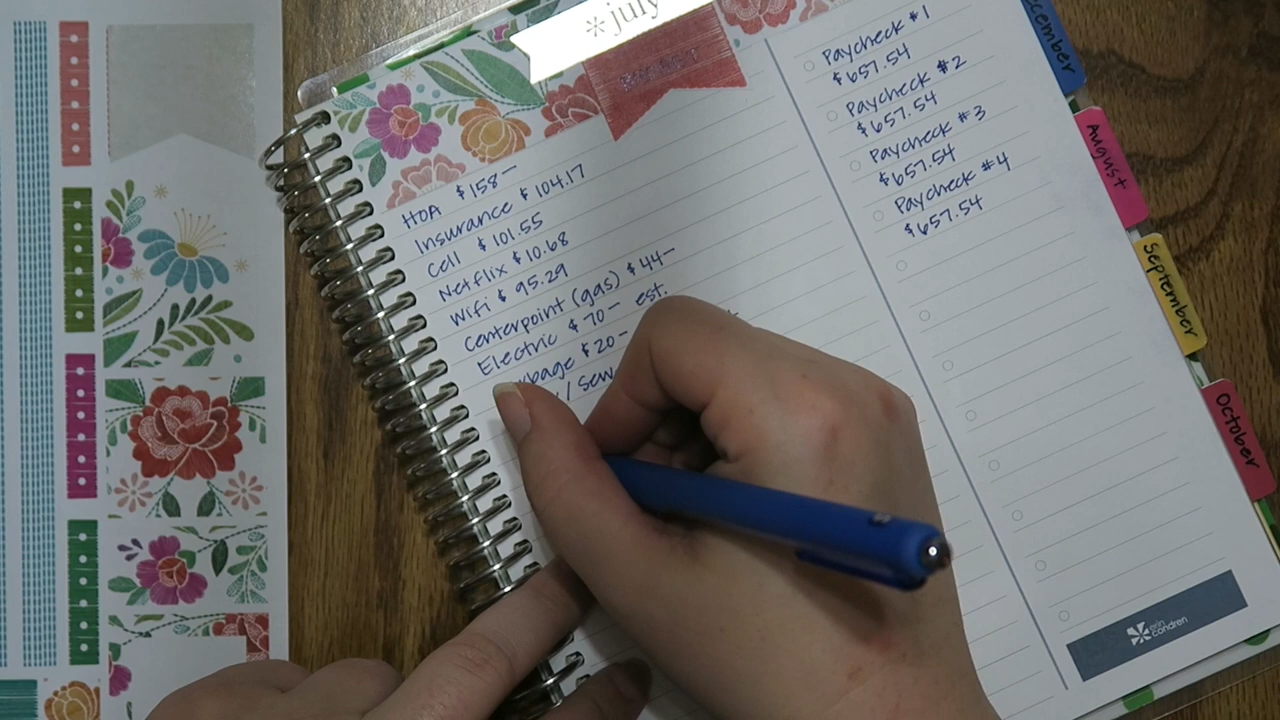 *july
HOA $158—
Insurance $104.17
Cell $101.55
Netflix $10.68
Wifi $95.29
Centerpoint (gas) $44—
Electric $70— est.
$20—
/ Sew
Paycheck #1
$657.54
Paycheck #2
$657.54
Paycheck #3
$657.54
Paycheck #4
$657.54
August
September
October
erin
condren